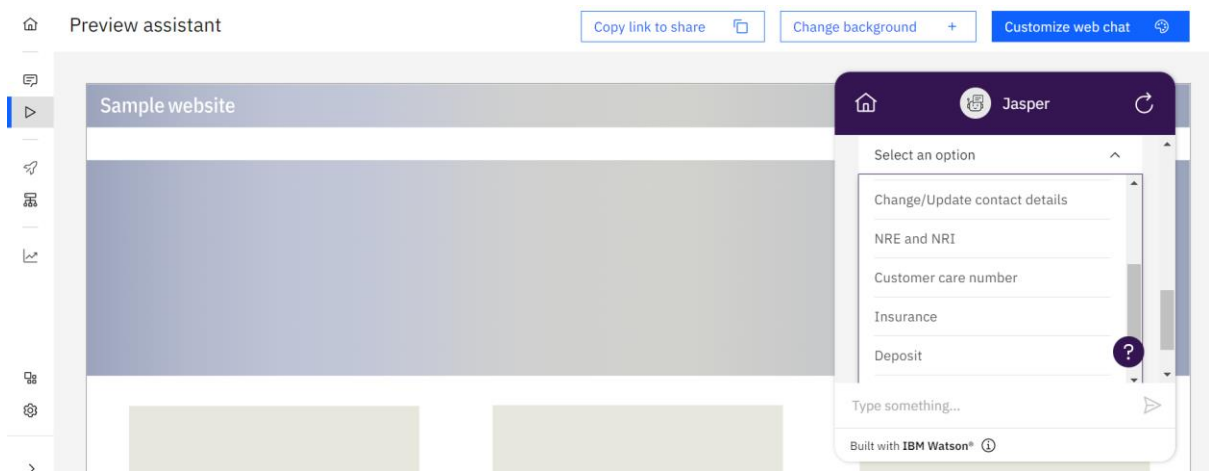 Preview assistant
Copy link to share
Change background +
Customize web chat
Sample website
Jasper
Select an option
Change/Update contact details
NRE and NRI
Customer care number
Insurance
Deposit
?
Type something...
Built with IBM Watson®